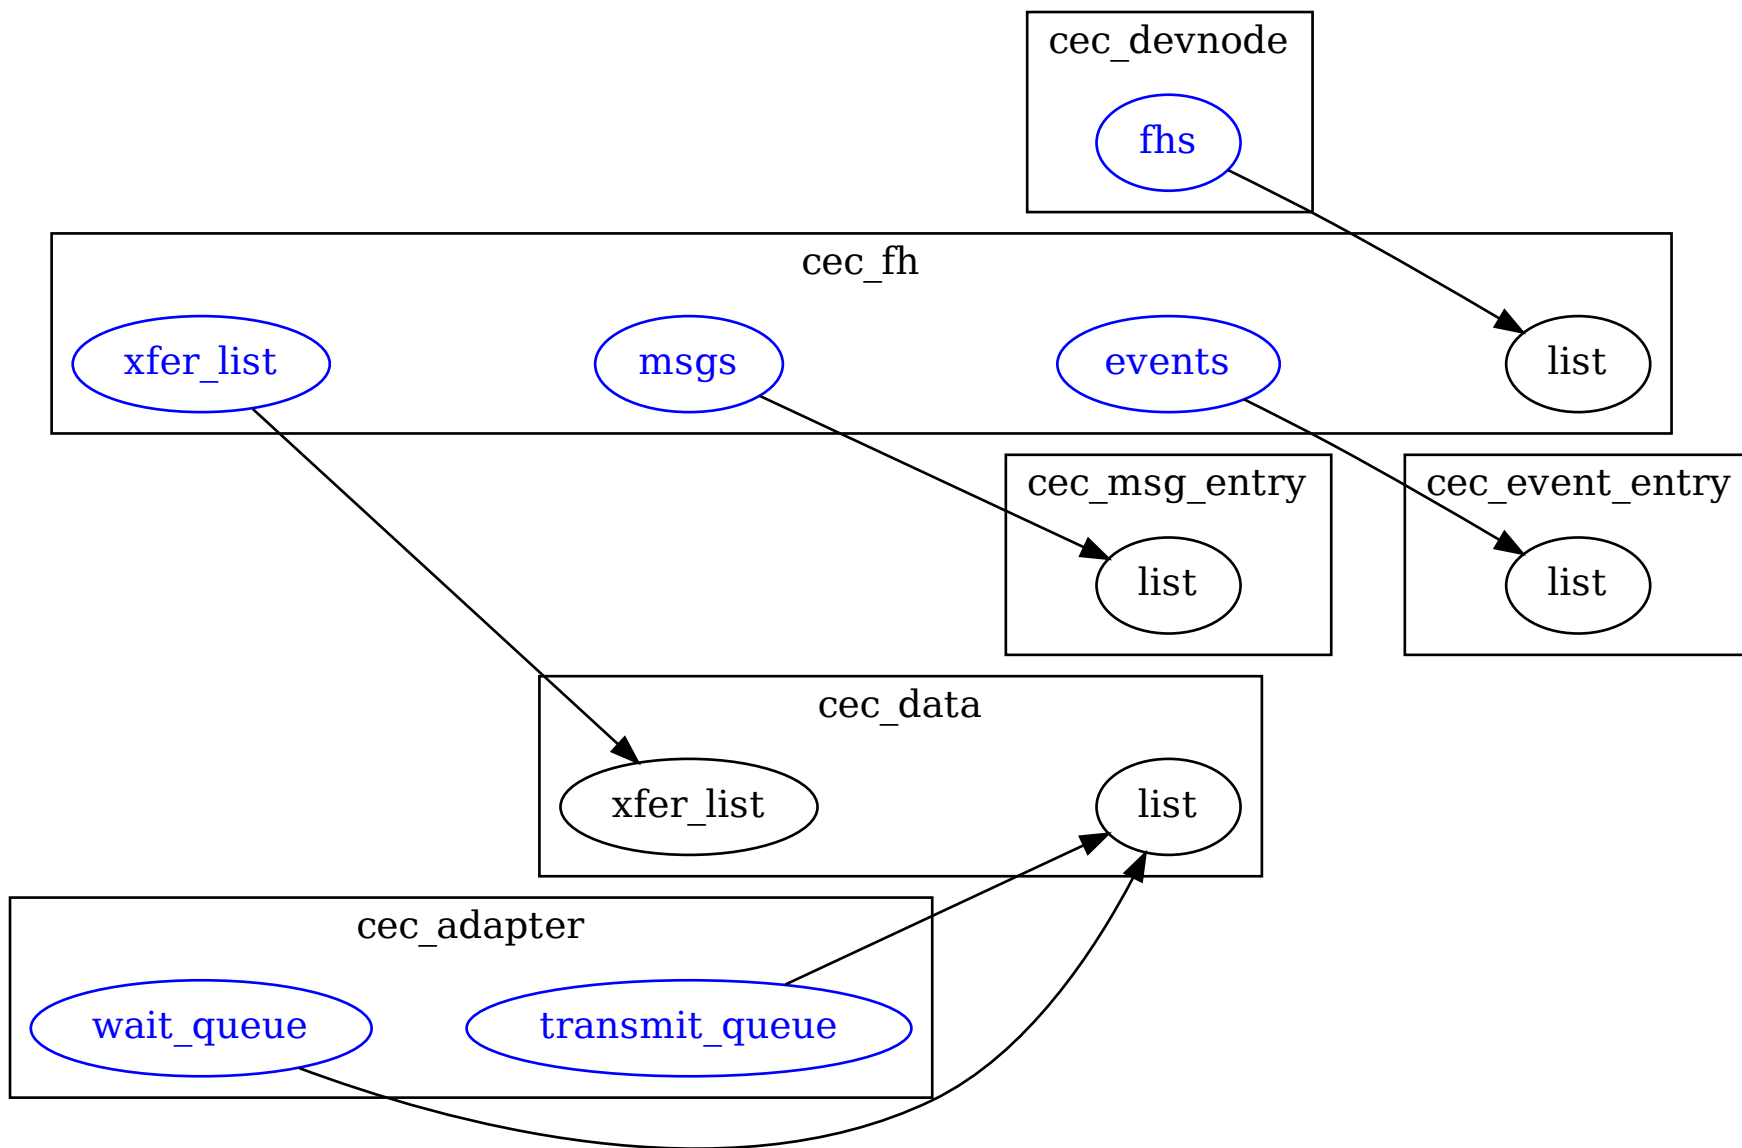 cec_devnode
fhs
cec_fh
xfer_list
msgs
events
list
cec_msg_entry
list
cec_event_entry
list
cec_data
xfer_list
list
cec_adapter
wait_queue
transmit_queue